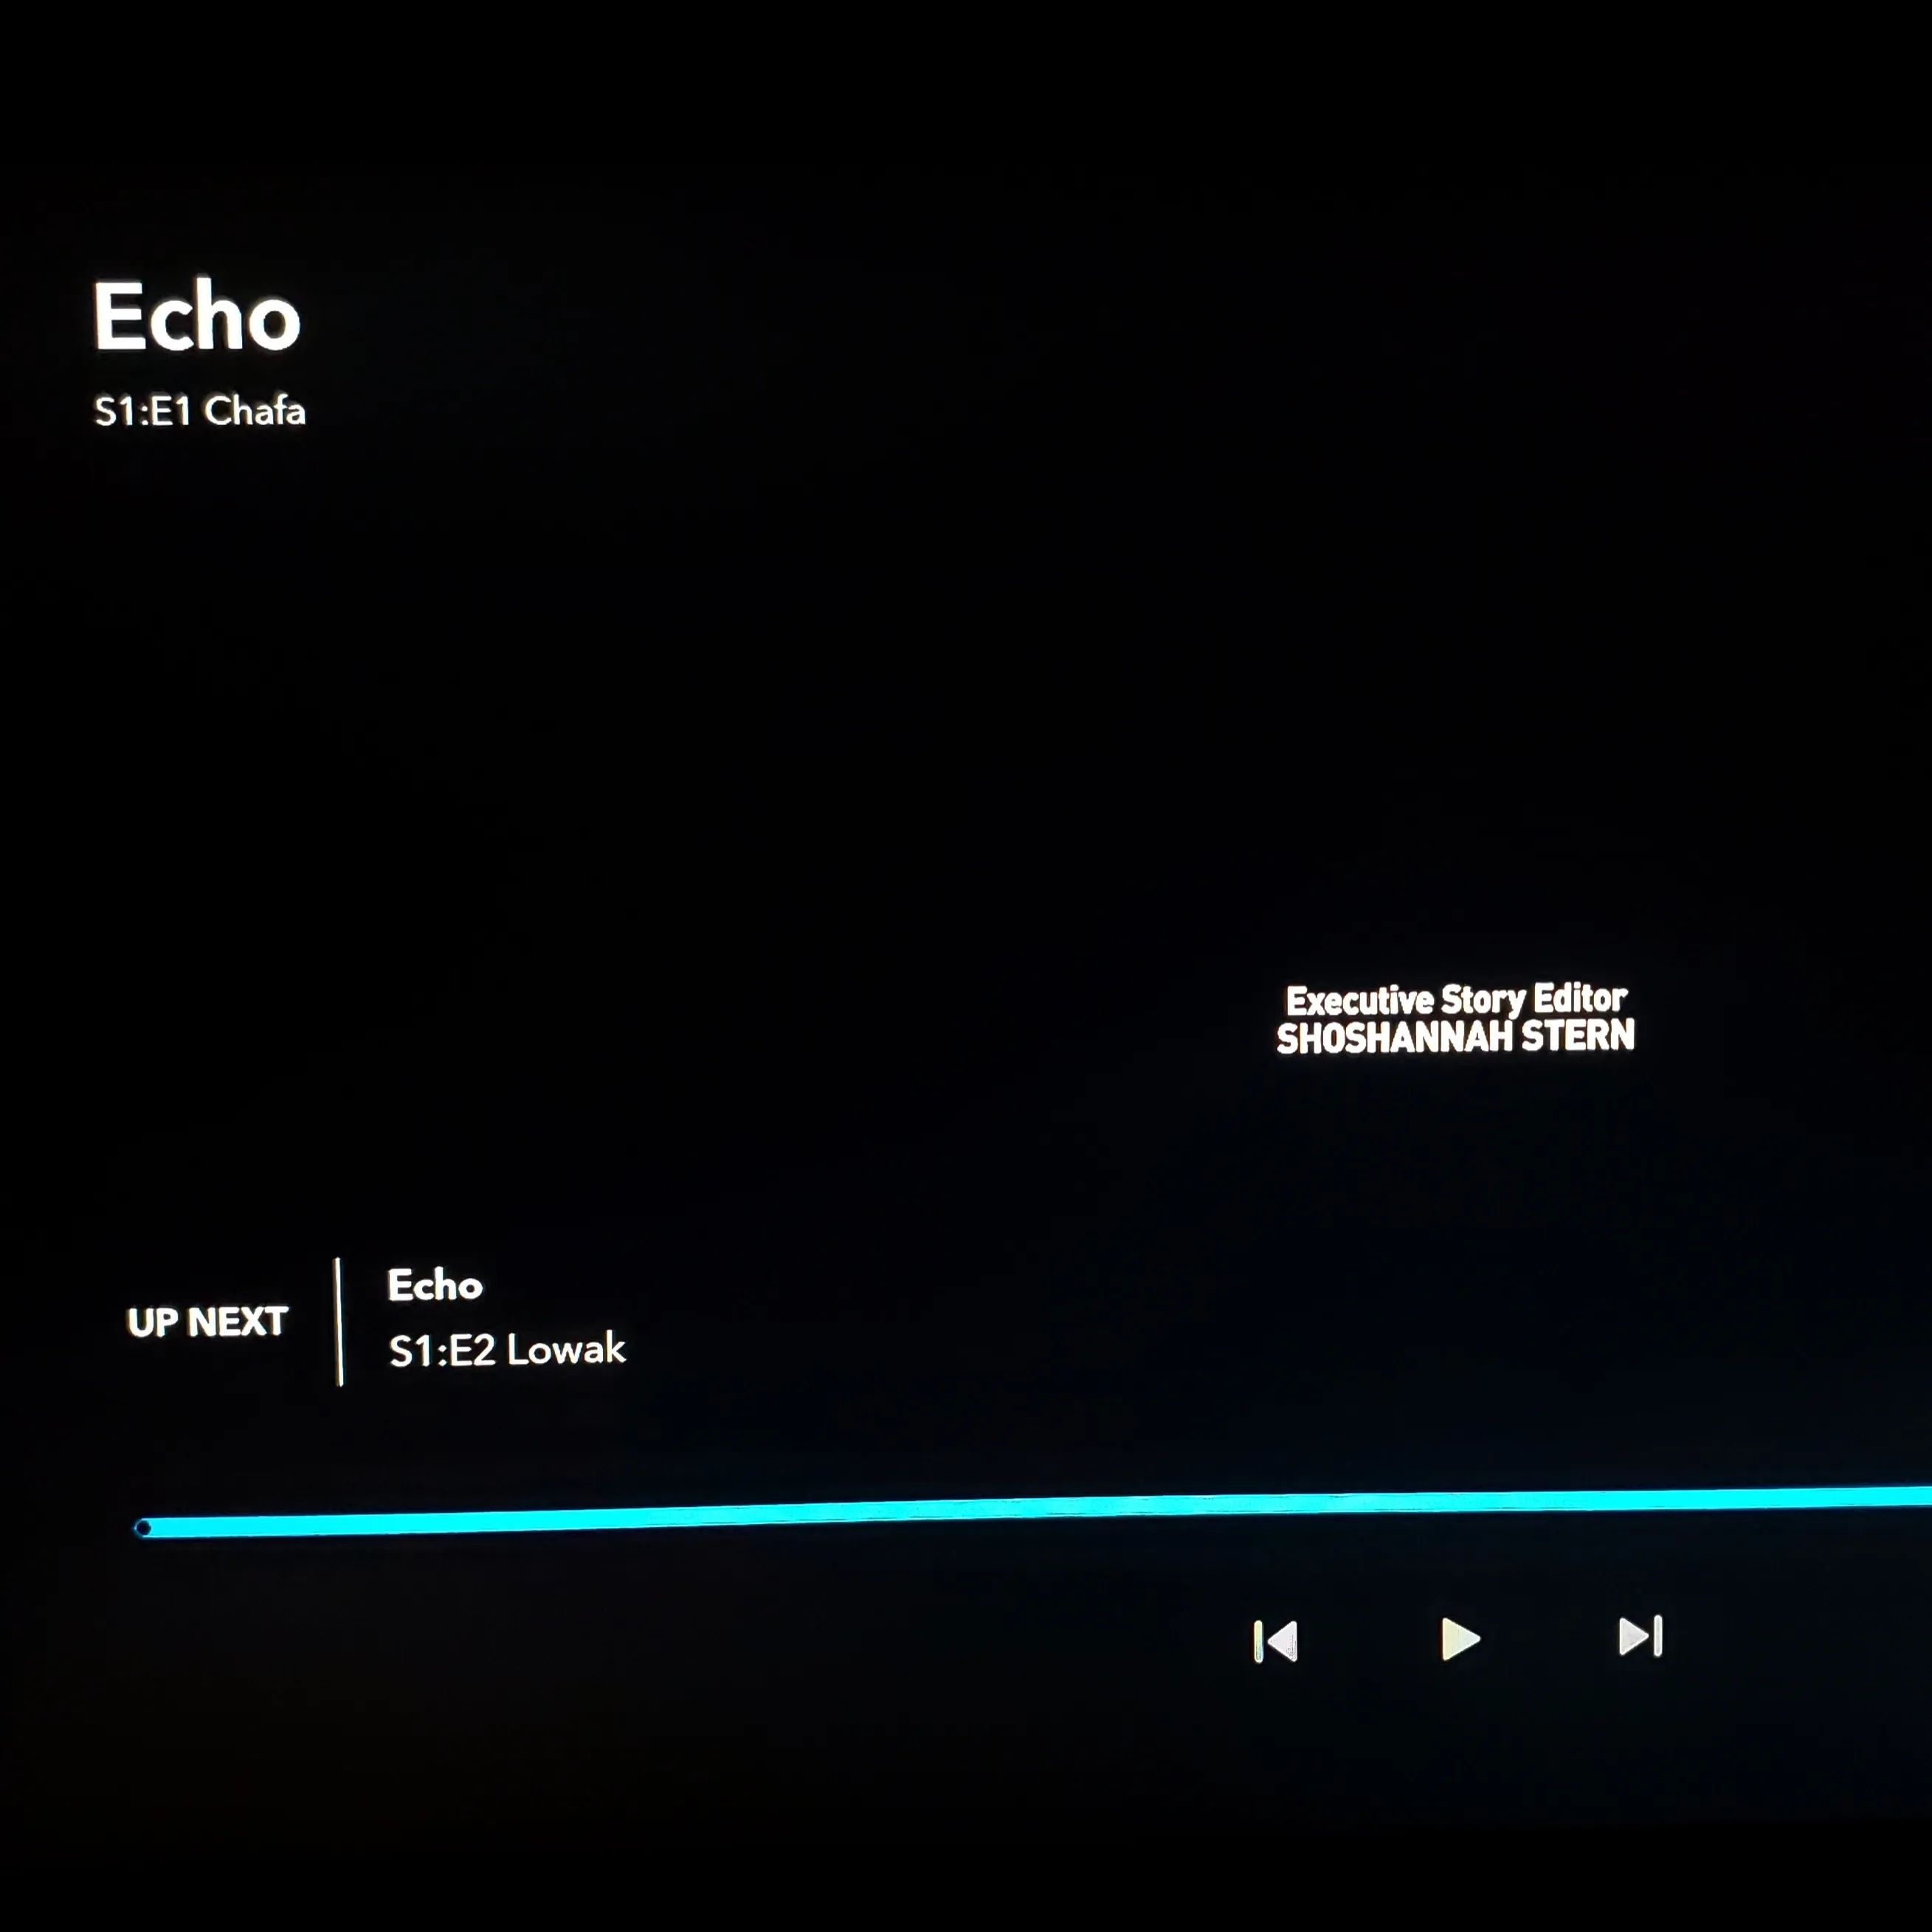 Echo
S1:E1 Chafa
Executive Story Editor
SHOSHANNAH STERN
UP NEXT
Echo
S1:E2 Lowak